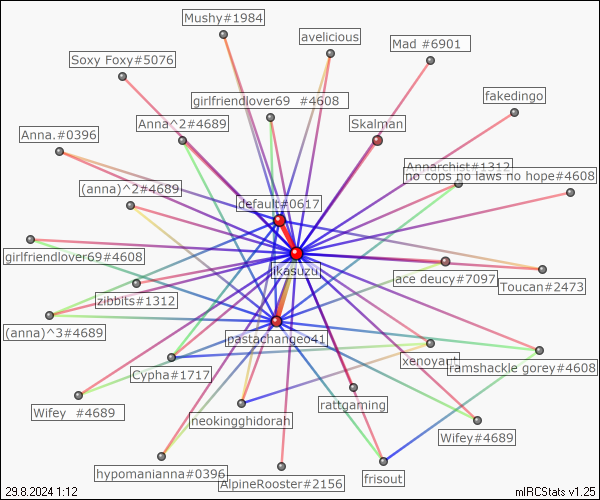 Mushy#1984
avelicious
Mad #6901
Soxy Foxy#5076
girlfriendlover69 #4608
fakedingo
Anna^2#4689
Skalman
Anna.#0396
Annarchist#1312
no cops no laws no hope#4608
(anna)^2#4689
default#0617
girlfriendlover69#4608
jikasuzu
ace deucy#7097
Toucan#2473
zibbits#1312
(anna)^3#4689
pastachangeo41
xenoyart
ramshackle gorey#4608
Cypha#1717
rattgaming
Wifey #4689
neokingghidorah
Wifey#4689
hypomanianna#0396
AlpineRooster#2156
frisout
29.8.2024 1:12
mIRCStats v1.25